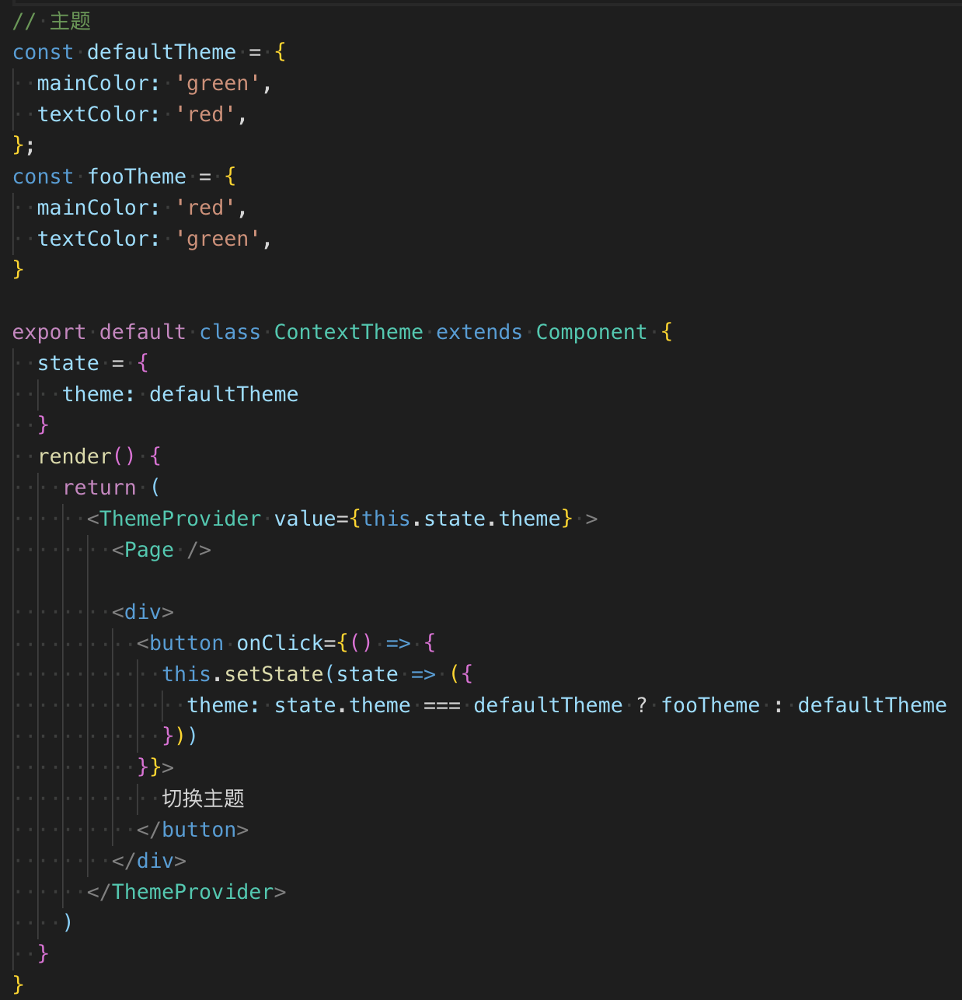 // 主题
const defaultTheme = {
  mainColor: 'green',
  textColor: 'red',
};
const fooTheme = {
  mainColor: 'red',
  textColor: 'green',
}

export default class ContextTheme extends Component {
  state = {
    theme: defaultTheme
  }
  render() {
    return (
      <ThemeProvider value={this.state.theme} >
        <Page />

        <div>
          <button onClick={() => {
            this.setState(state => ({
              theme: state.theme === defaultTheme ? fooTheme : defaultTheme
            }))
          }}>
            切换主题
          </button>
        </div>
      </ThemeProvider>
    )
  }
}